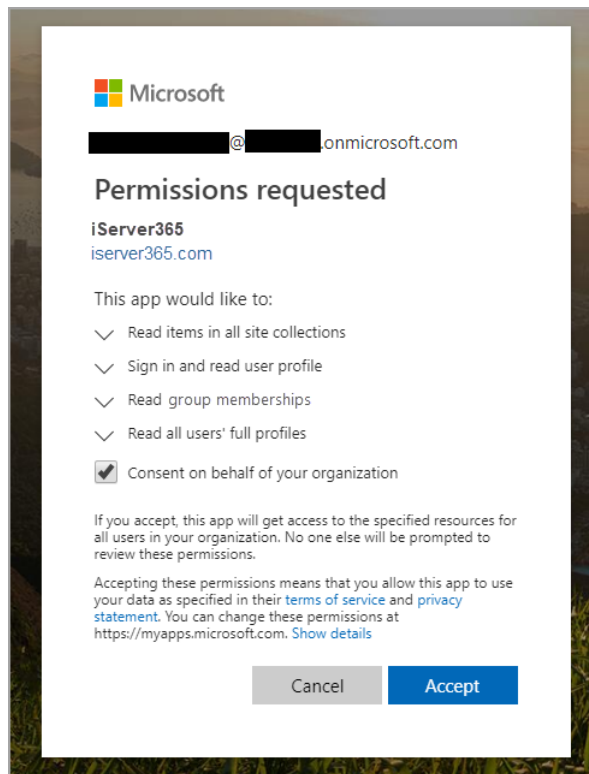 Microsoft
@ .onmicrosoft.com
Permissions requested
iServer365
iserver365.com
This app would like to:
Read items in all site collections
Sign in and read user profile
Read group memberships
Read all users' full profiles
Consent on behalf of your organization
If you accept, this app will get access to the specified resources for
all users in your organization. No one else will be prompted to
review these permissions.
Accepting these permissions means that you allow this app to use
your data as specified in their terms of service and privacy
statement. You can change these permissions at
https://myapps.microsoft.com. Show details
Cancel Accept